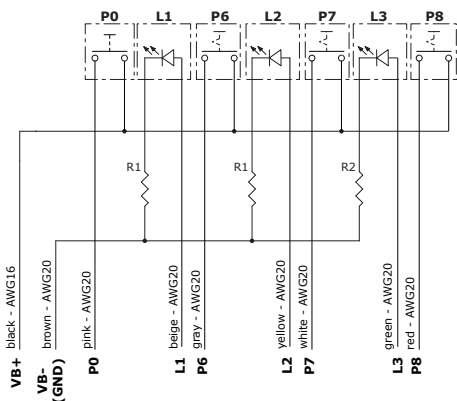 P0 L1 P6 L2 P7 L3 P8
R1 R1 R2
black - AWG16
brown - AWG20
pink - AWG20
beige - AWG20
gray - AWG20
yellow - AWG20
white - AWG20
green - AWG20
red - AWG20
VB+
VB-
(GND)
P0
L1
P6
L2
P7
L3
P8